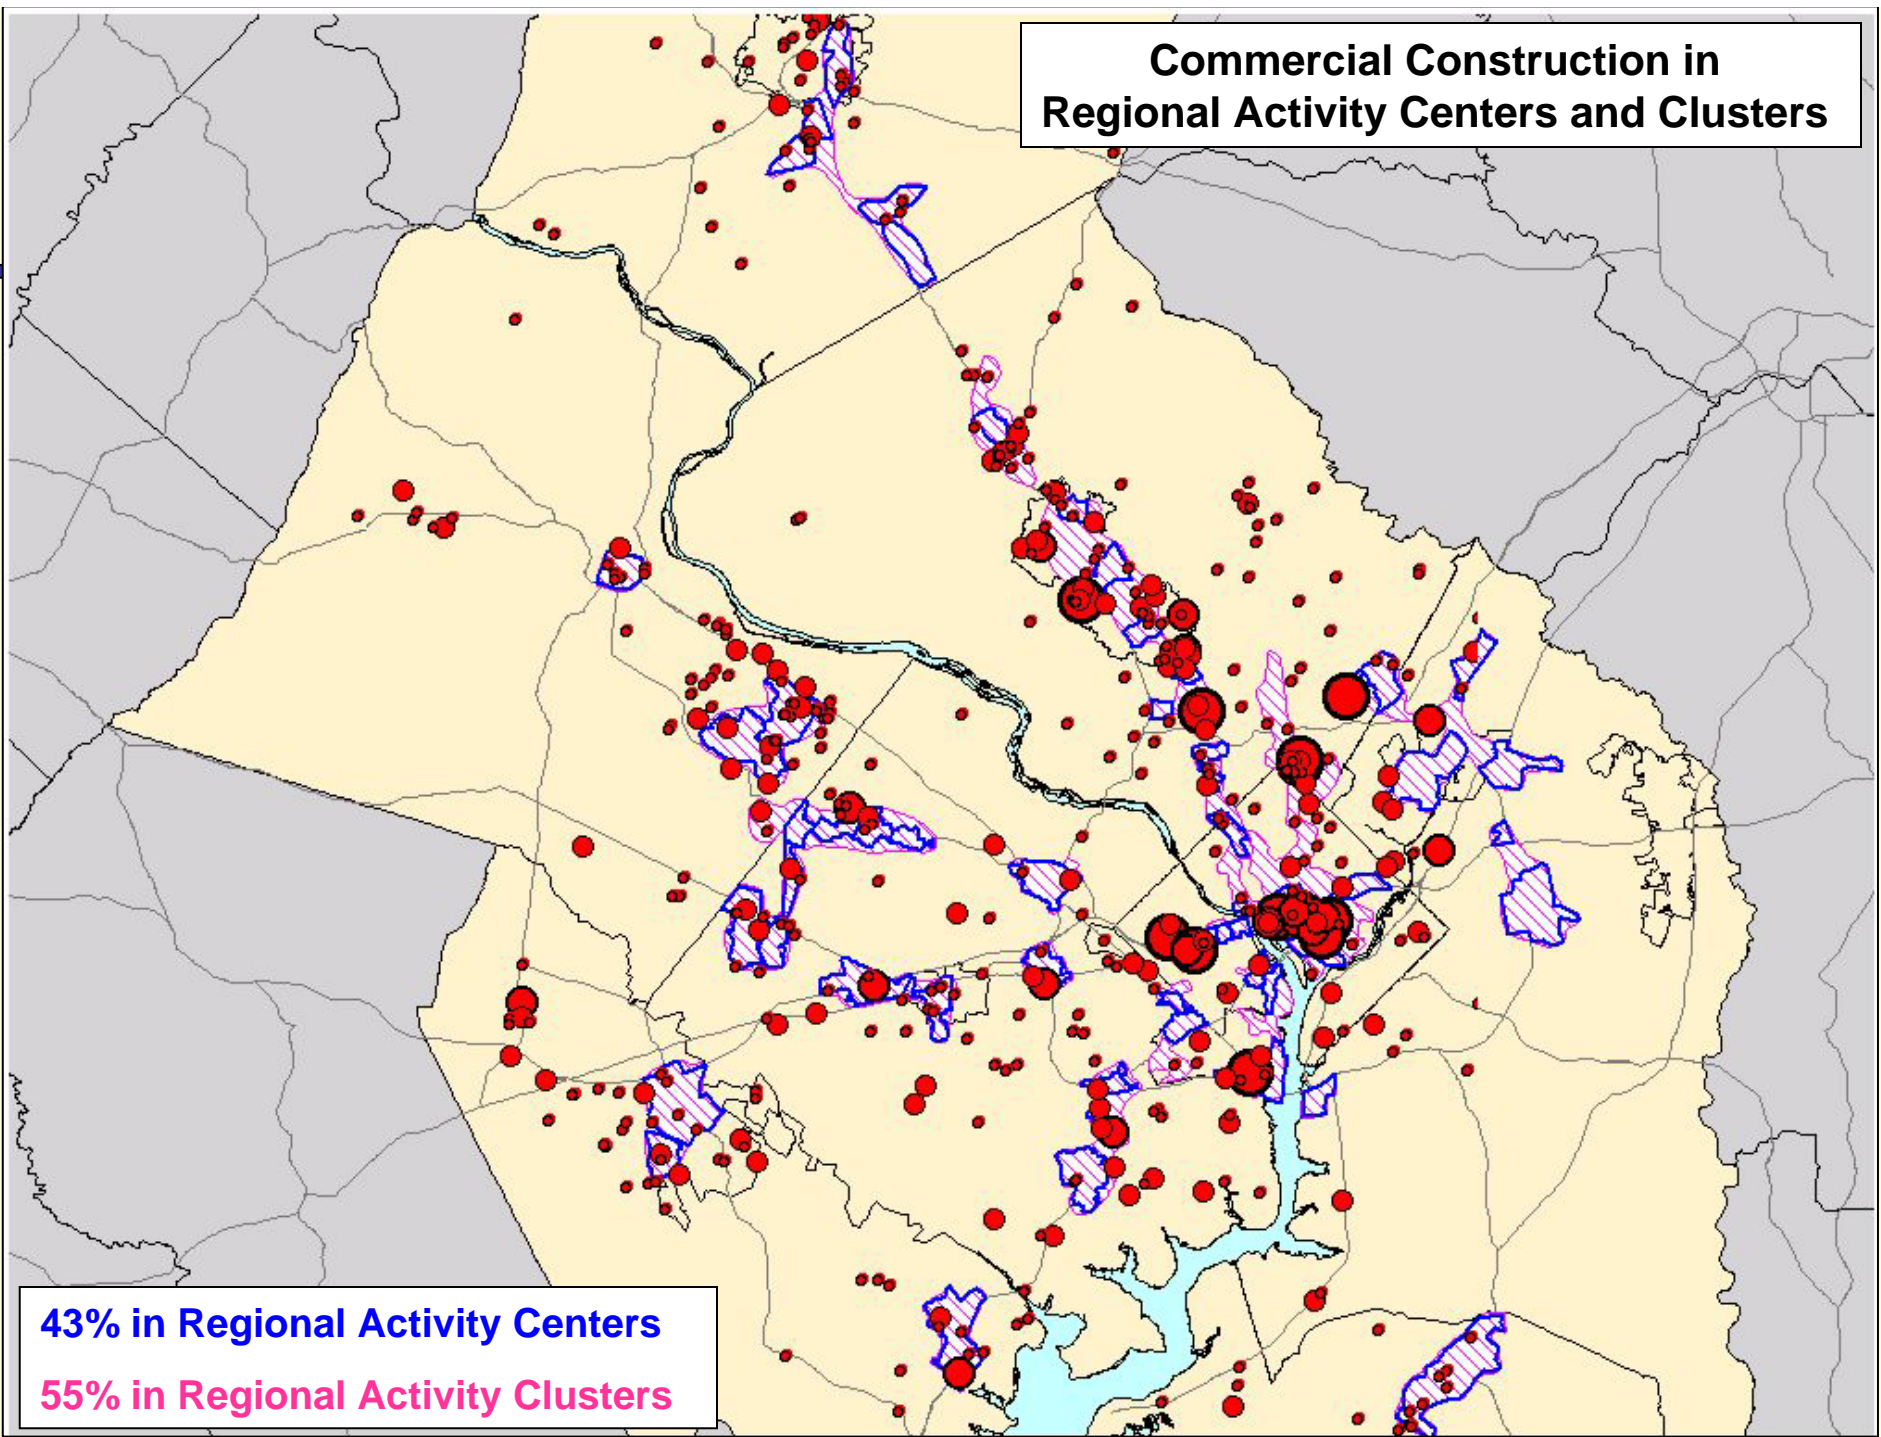 Commercial Construction in
Regional Activity Centers and Clusters
43% in Regional Activity Centers
55% in Regional Activity Clusters